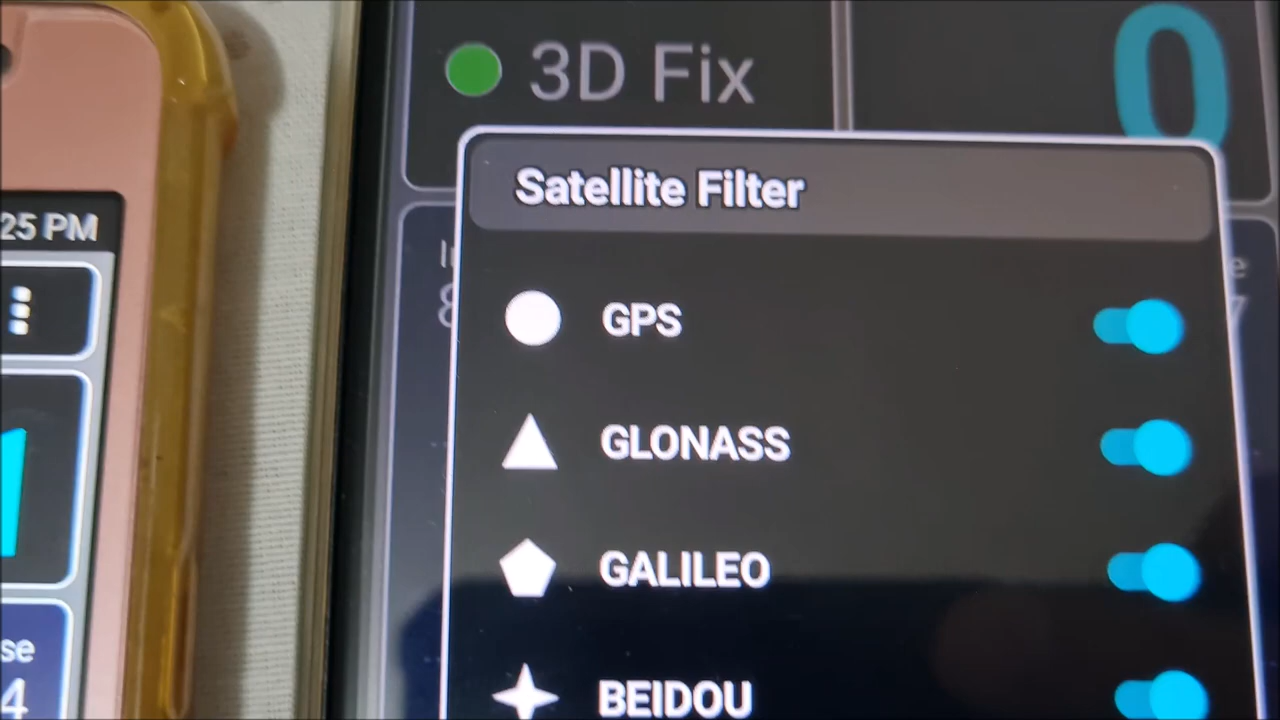 3D Fix
0
Satellite Filter
25 PM
GPS
GLONASS
GALILEO
se
4
BEIDOU